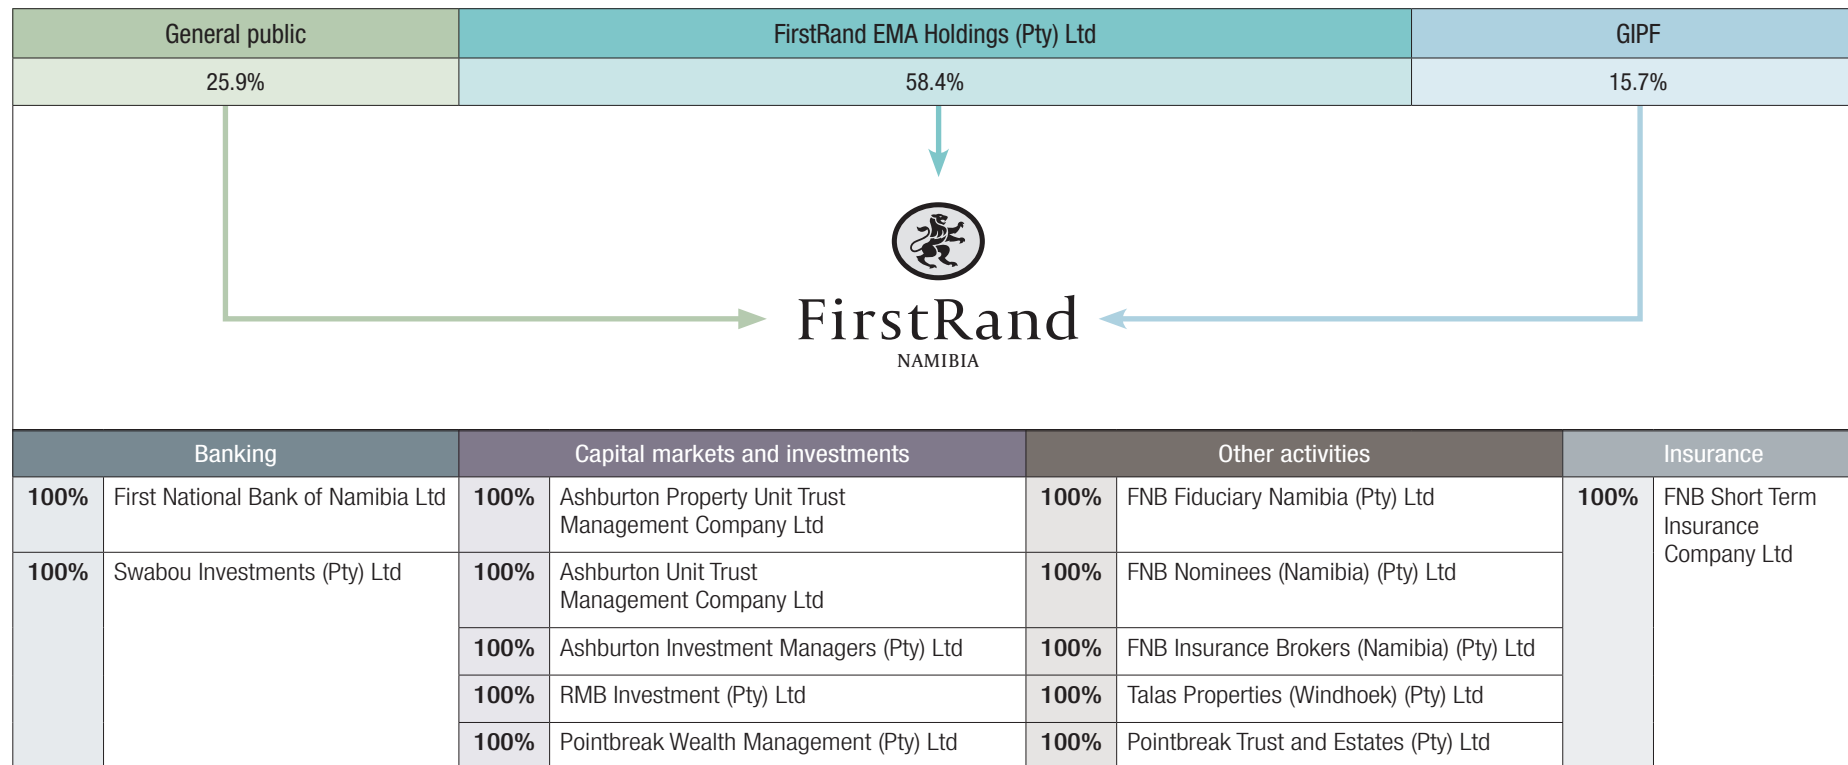 General public
FirstRand EMA Holdings (Pty) Ltd
GIPF
25.9%
58.4%
15.7%
FirstRand
NAMIBIA
Banking
Capital markets and investments
Other activities
Insurance
100% First National Bank of Namibia Ltd
100% Ashburton Property Unit Trust
Management Company Ltd
100% FNB Fiduciary Namibia (Pty) Ltd
100% FNB Short Term
Insurance
Company Ltd
100% Swabou Investments (Pty) Ltd
100% Ashburton Unit Trust
Management Company Ltd
100% FNB Nominees (Namibia) (Pty) Ltd
100% Ashburton Investment Managers (Pty) Ltd
100% FNB Insurance Brokers (Namibia) (Pty) Ltd
100% RMB Investment (Pty) Ltd
100% Talas Properties (Windhoek) (Pty) Ltd
100% Pointbreak Wealth Management (Pty) Ltd
100% Pointbreak Trust and Estates (Pty) Ltd